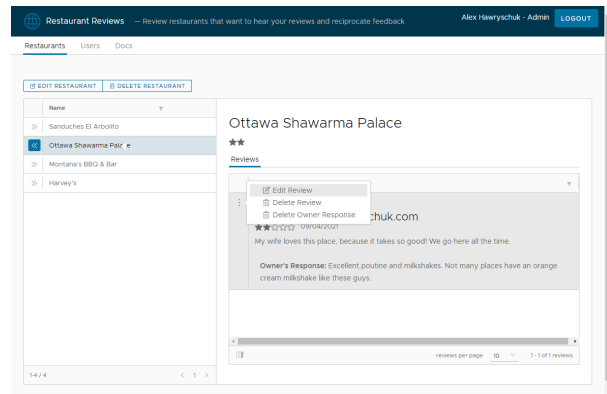 Restaurant Reviews — Review restaurants that want to hear your reviews and reciprocate feedback
Alex Hawryschuk - Admin LOGOUT
Restaurants Users Docs
EDIT RESTAURANT DELETE RESTAURANT
Name
Sanduches El Arbolito
Ottawa Shawarma Palace
Montana's BBQ & Bar
Harvey's
1-4 / 4
1
Ottawa Shawarma Palace
Reviews
Edit Review
Delete Review
Delete Owner Response
chuk.com
09/04/2021
My wife loves this place, because it takes so good! We go here all the time.
Owner's Response: Excellent poutine and milkshakes. Not many places have an orange
cream milkshake like these guys.
reviews per page 10 1 - 1 of 1 reviews